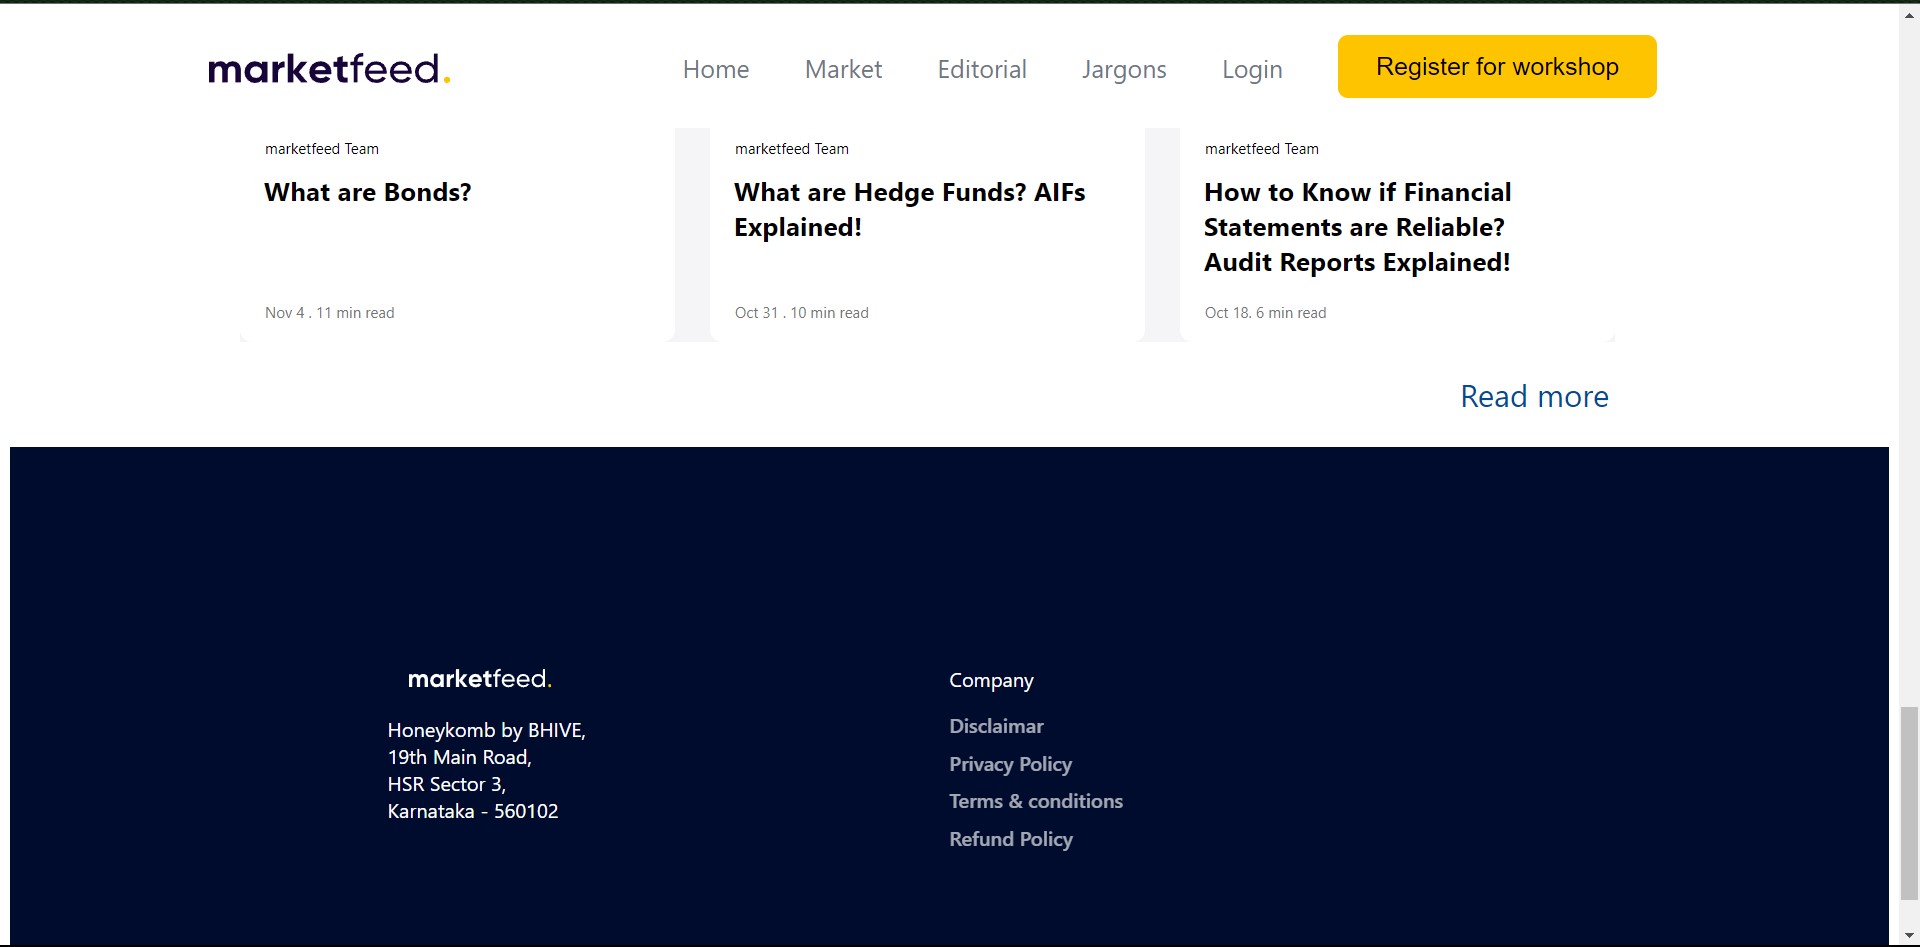 marketfeed.
Home
Market
Editorial
Jargons
Login
Register for workshop
marketfeed Team
What are Bonds?
Nov 4 . 11 min read
marketfeed Team
What are Hedge Funds? AIFs
Explained!
Oct 31 . 10 min read
marketfeed Team
How to Know if Financial
Statements are Reliable?
Audit Reports Explained!
Oct 18. 6 min read
Read more
marketfeed.
Honeykomb by BHIVE,
19th Main Road,
HSR Sector 3,
Karnataka - 560102
Company
Disclaimar
Privacy Policy
Terms & conditions
Refund Policy